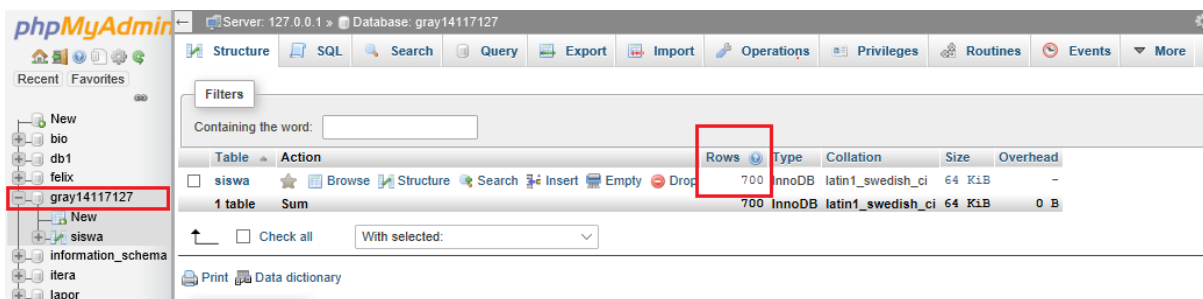 phpMyAdmin
Recent Favorites
New
bio
db1
felix
gray14117127
New
siswa
information_schema
itera
lapor
Server: 127.0.0.1 » Database: gray14117127
Structure SQL Search Query Export Import Operations Privileges Routines Events More
Filters
Containing the word:
Table Action Rows Type Collation Size Overhead
siswa Browse Structure Search Insert Empty Drop 700 InnoDB latin1_swedish_ci 64 KiB -
1 table Sum 700 InnoDB latin1_swedish_ci 64 KiB 0 B
Check all With selected:
Print Data dictionary